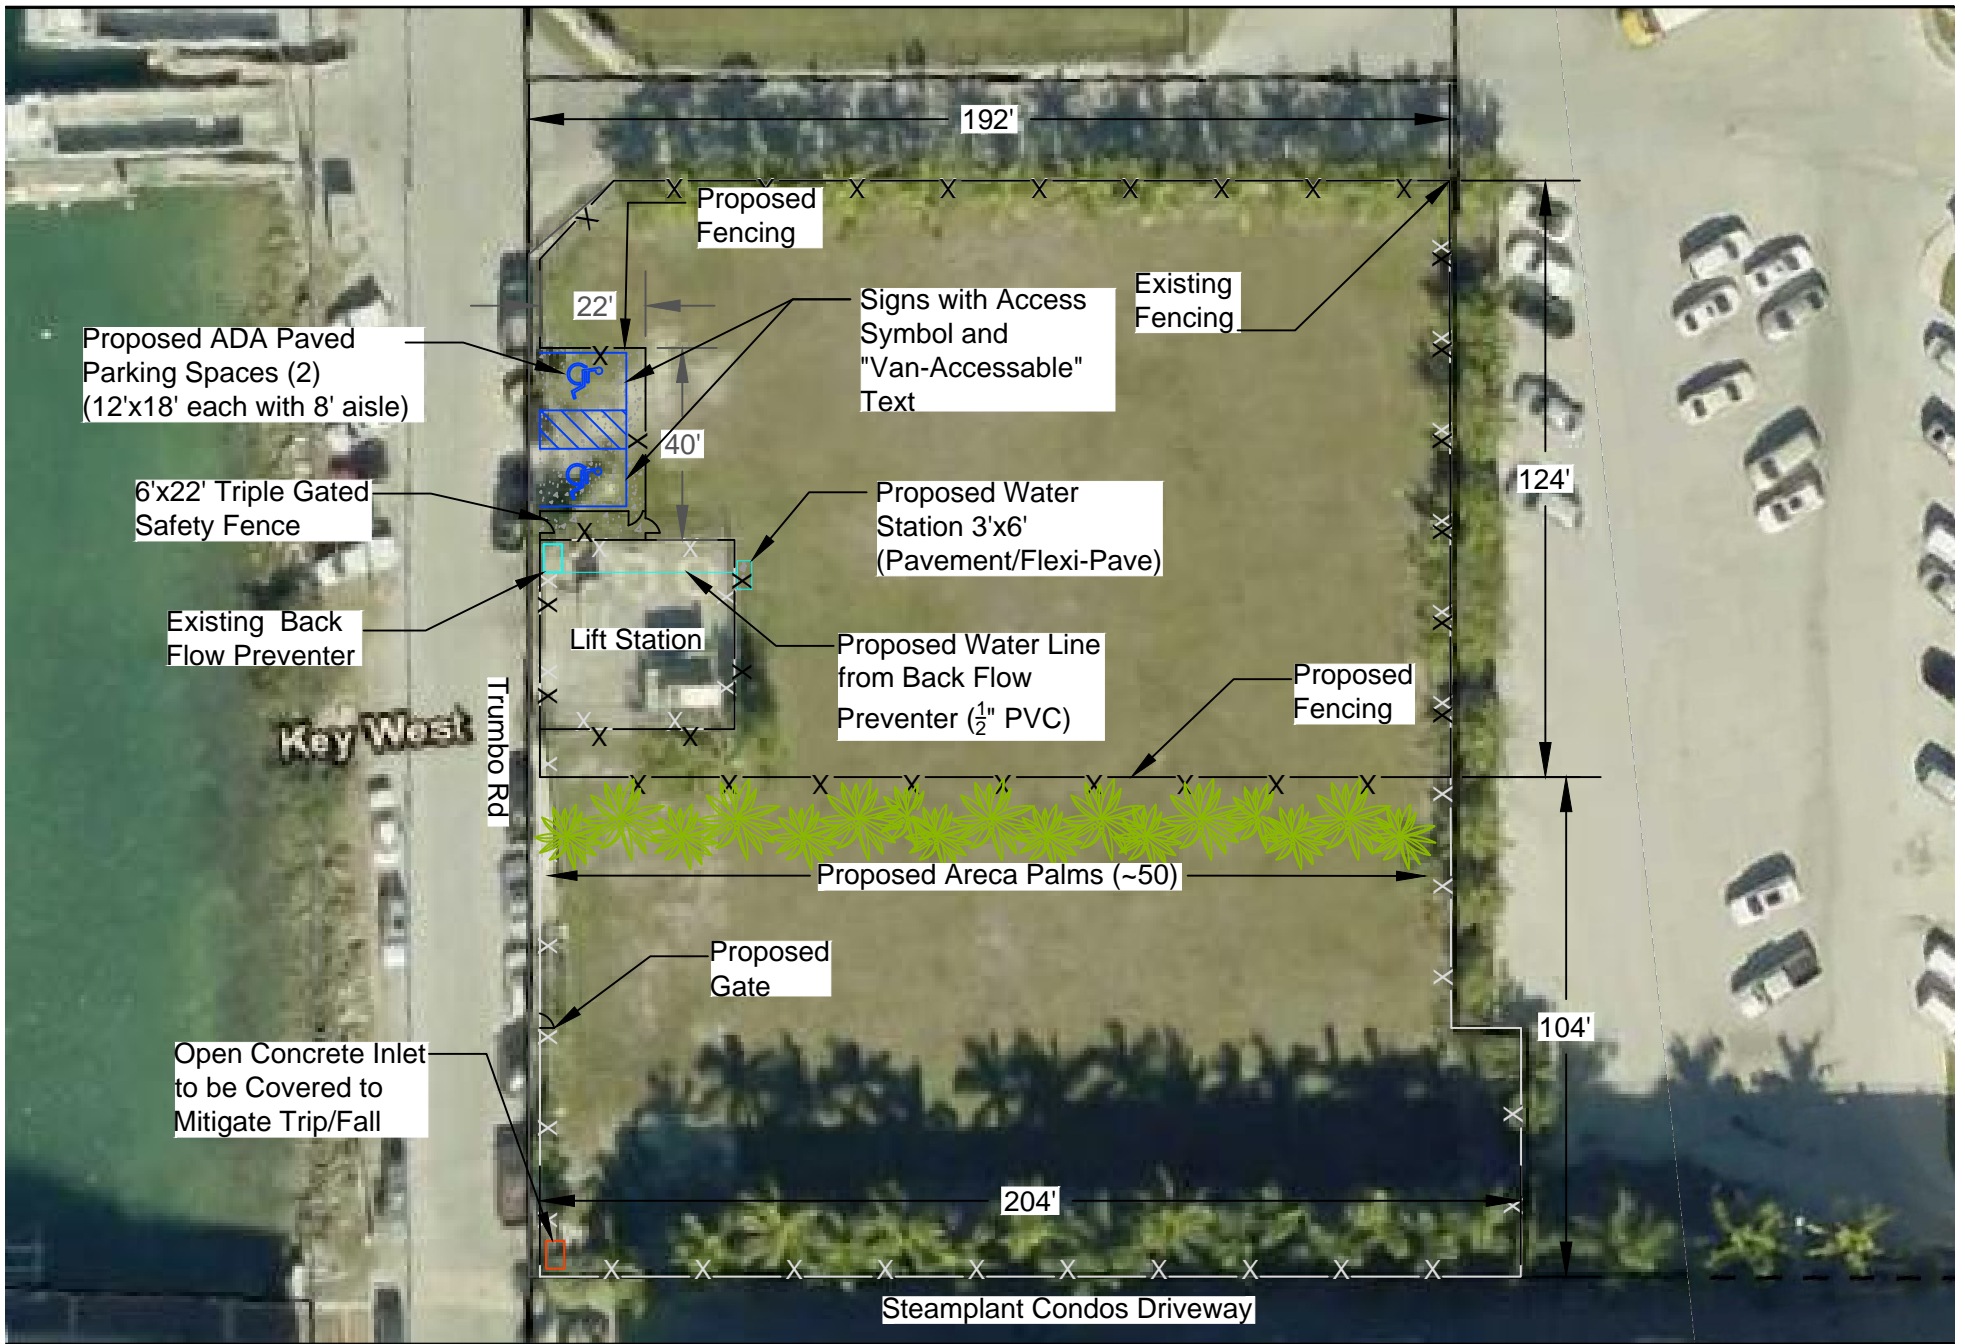 192'
Proposed
Fencing
22'
Signs with Access
Symbol and
"Van-Accessable"
Text
Existing
Fencing
Proposed ADA Paved
Parking Spaces (2)
(12'x18' each with 8' aisle)
40'
124'
6'x22' Triple Gated
Safety Fence
Proposed Water
Station 3'x6'
(Pavement/Flexi-Pave)
Existing Back
Flow Preventer
Lift Station
Proposed Water Line
from Back Flow
Preventer (½" PVC)
Proposed
Fencing
Key West
Trumbo Rd
Proposed Areca Palms (~50)
Proposed
Gate
104'
Open Concrete Inlet
to be Covered to
Mitigate Trip/Fall
204'
Steamplant Condos Driveway